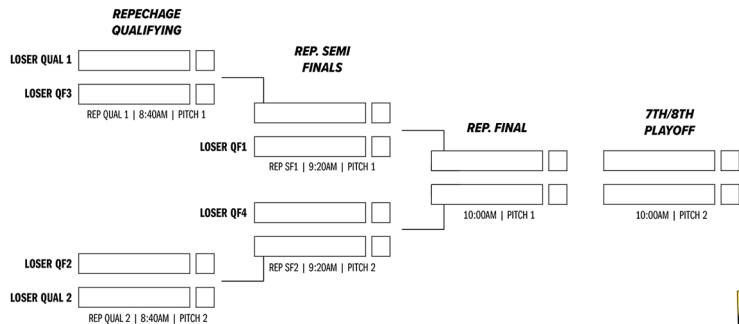 REPECHAGE
QUALIFYING
LOSER QUAL 1
LOSER QF3
REP QUAL 1 | 8:40AM | PITCH 1
REP. SEMI
FINALS
LOSER QF1
REP SF1 | 9:20AM | PITCH 1
REP. FINAL
10:00AM | PITCH 1
7TH/8TH
PLAYOFF
10:00AM | PITCH 2
LOSER QF4
REP SF2 | 9:20AM | PITCH 2
LOSER QF2
LOSER QUAL 2
REP QUAL 2 | 8:40AM | PITCH 2